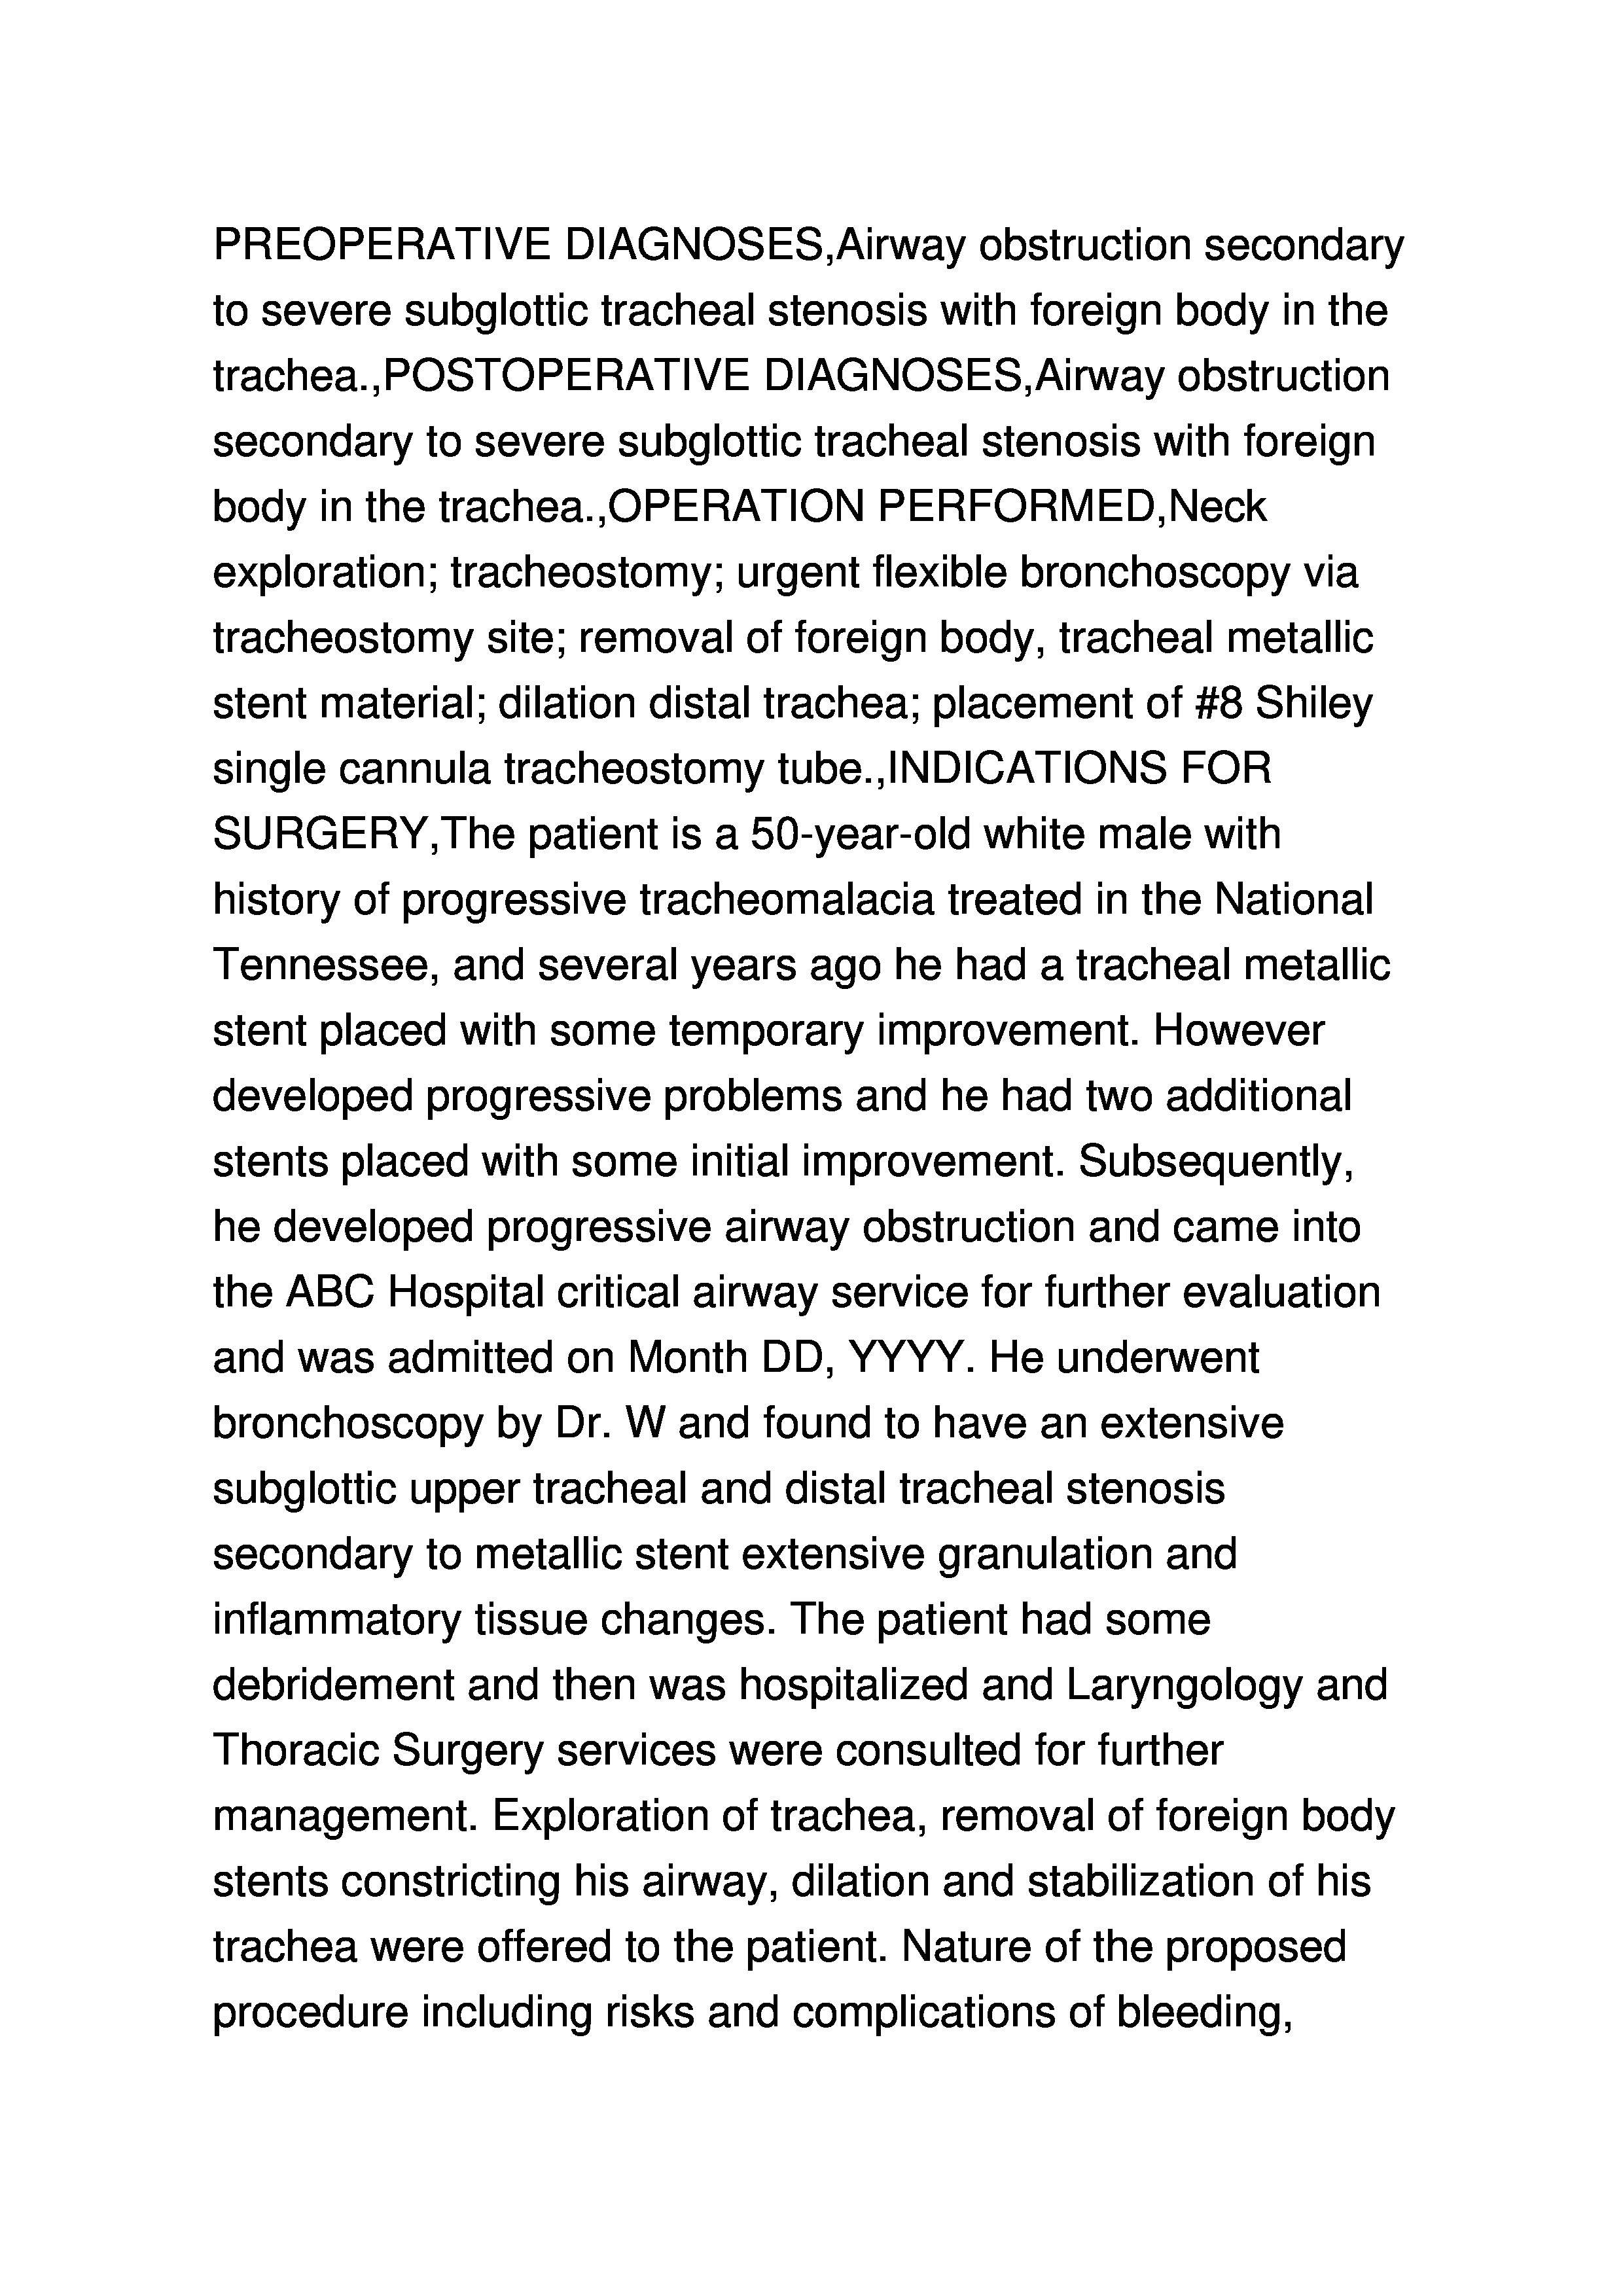 PREOPERATIVE DIAGNOSES,Airway obstruction secondary
to severe subglottic tracheal stenosis with foreign body in the
trachea.,POSTOPERATIVE DIAGNOSES,Airway obstruction
secondary to severe subglottic tracheal stenosis with foreign
body in the trachea.,OPERATION PERFORMED,Neck
exploration; tracheostomy; urgent flexible bronchoscopy via
tracheostomy site; removal of foreign body, tracheal metallic
stent material; dilation distal trachea; placement of #8 Shiley
single cannula tracheostomy tube.,INDICATIONS FOR
SURGERY,The patient is a 50-year-old white male with
history of progressive tracheomalacia treated in the National
Tennessee, and several years ago he had a tracheal metallic
stent placed with some temporary improvement. However
developed progressive problems and he had two additional
stents placed with some initial improvement. Subsequently,
he developed progressive airway obstruction and came into
the ABC Hospital critical airway service for further evaluation
and was admitted on Month DD, YYYY. He underwent
bronchoscopy by Dr. W and found to have an extensive
subglottic upper tracheal and distal tracheal stenosis
secondary to metallic stent extensive granulation and
inflammatory tissue changes. The patient had some
debridement and then was hospitalized and Laryngology and
Thoracic Surgery services were consulted for further
management. Exploration of trachea, removal of foreign body
stents constricting his airway, dilation and stabilization of his
trachea were offered to the patient. Nature of the proposed
procedure including risks and complications of bleeding,